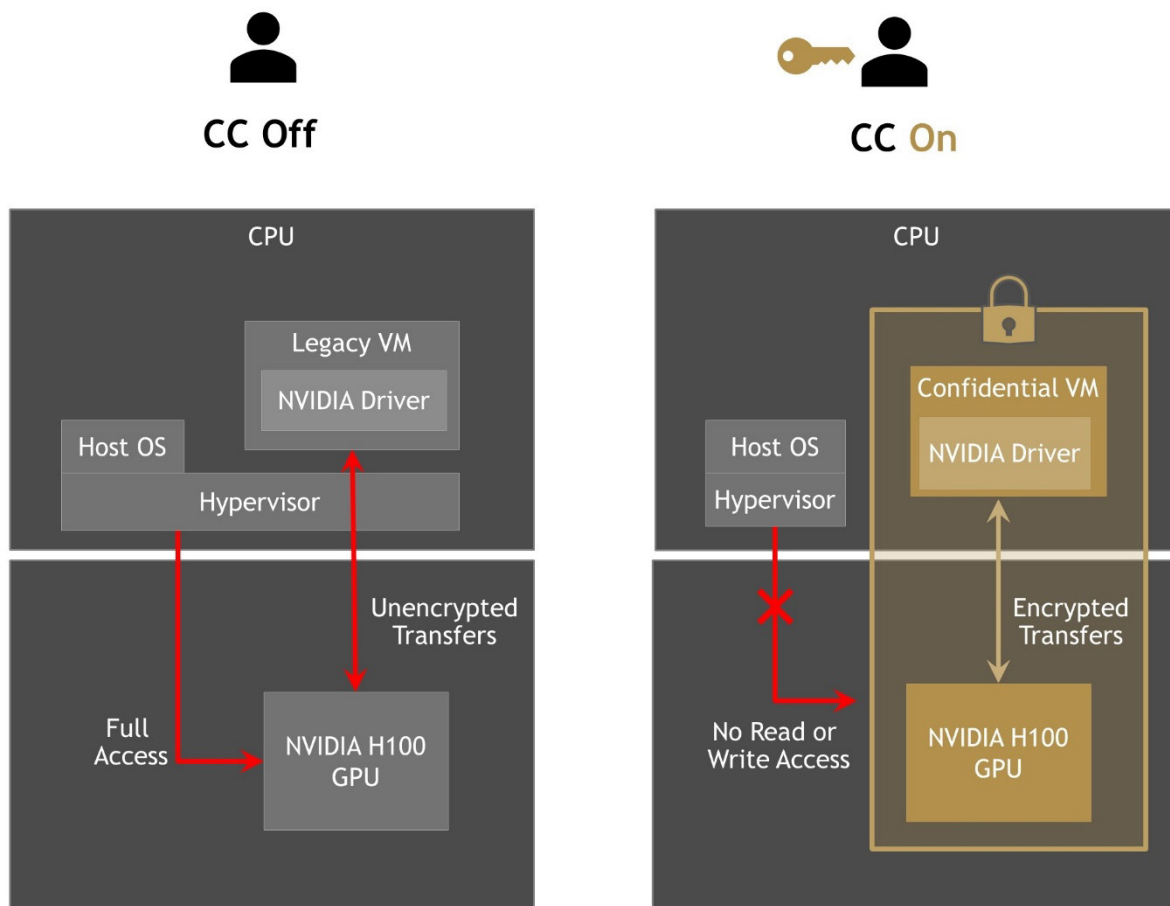 CC Off
CPU
Legacy VM
NVIDIA Driver
Host OS
Hypervisor
Unencrypted
Transfers
Full
Access
NVIDIA H100
GPU
CC On
CPU
Confidential VM
NVIDIA Driver
Host OS
Hypervisor
Encrypted
Transfers
No Read or
Write Access
NVIDIA H100
GPU